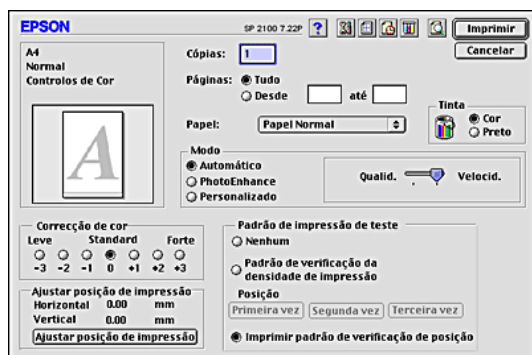 EPSON
SP 2100 7.22P
Imprimir
Cancelar
A4
Normal
Controlos de Cor
A
Cópias: 1
Páginas: Tudo
Desde até
Tinta
Cor
Preto
Papel: Papel Normal
Modo
Automático
PhotoEnhance
Personalizado
Qualid. Velocid.
Correcção de cor
Leve Standard Forte
-3 -2 -1 0 +1 +2 +3
Ajustar posição de impressão
Horizontal 0.00 mm
Vertical 0.00 mm
Ajustar posição de impressão
Padrão de impressão de teste
Nenhum
Padrão de verificação da
densidade de impressão
Posição
Primeira vez Segunda vez Terceira vez
Imprimir padrão de verificação de posição